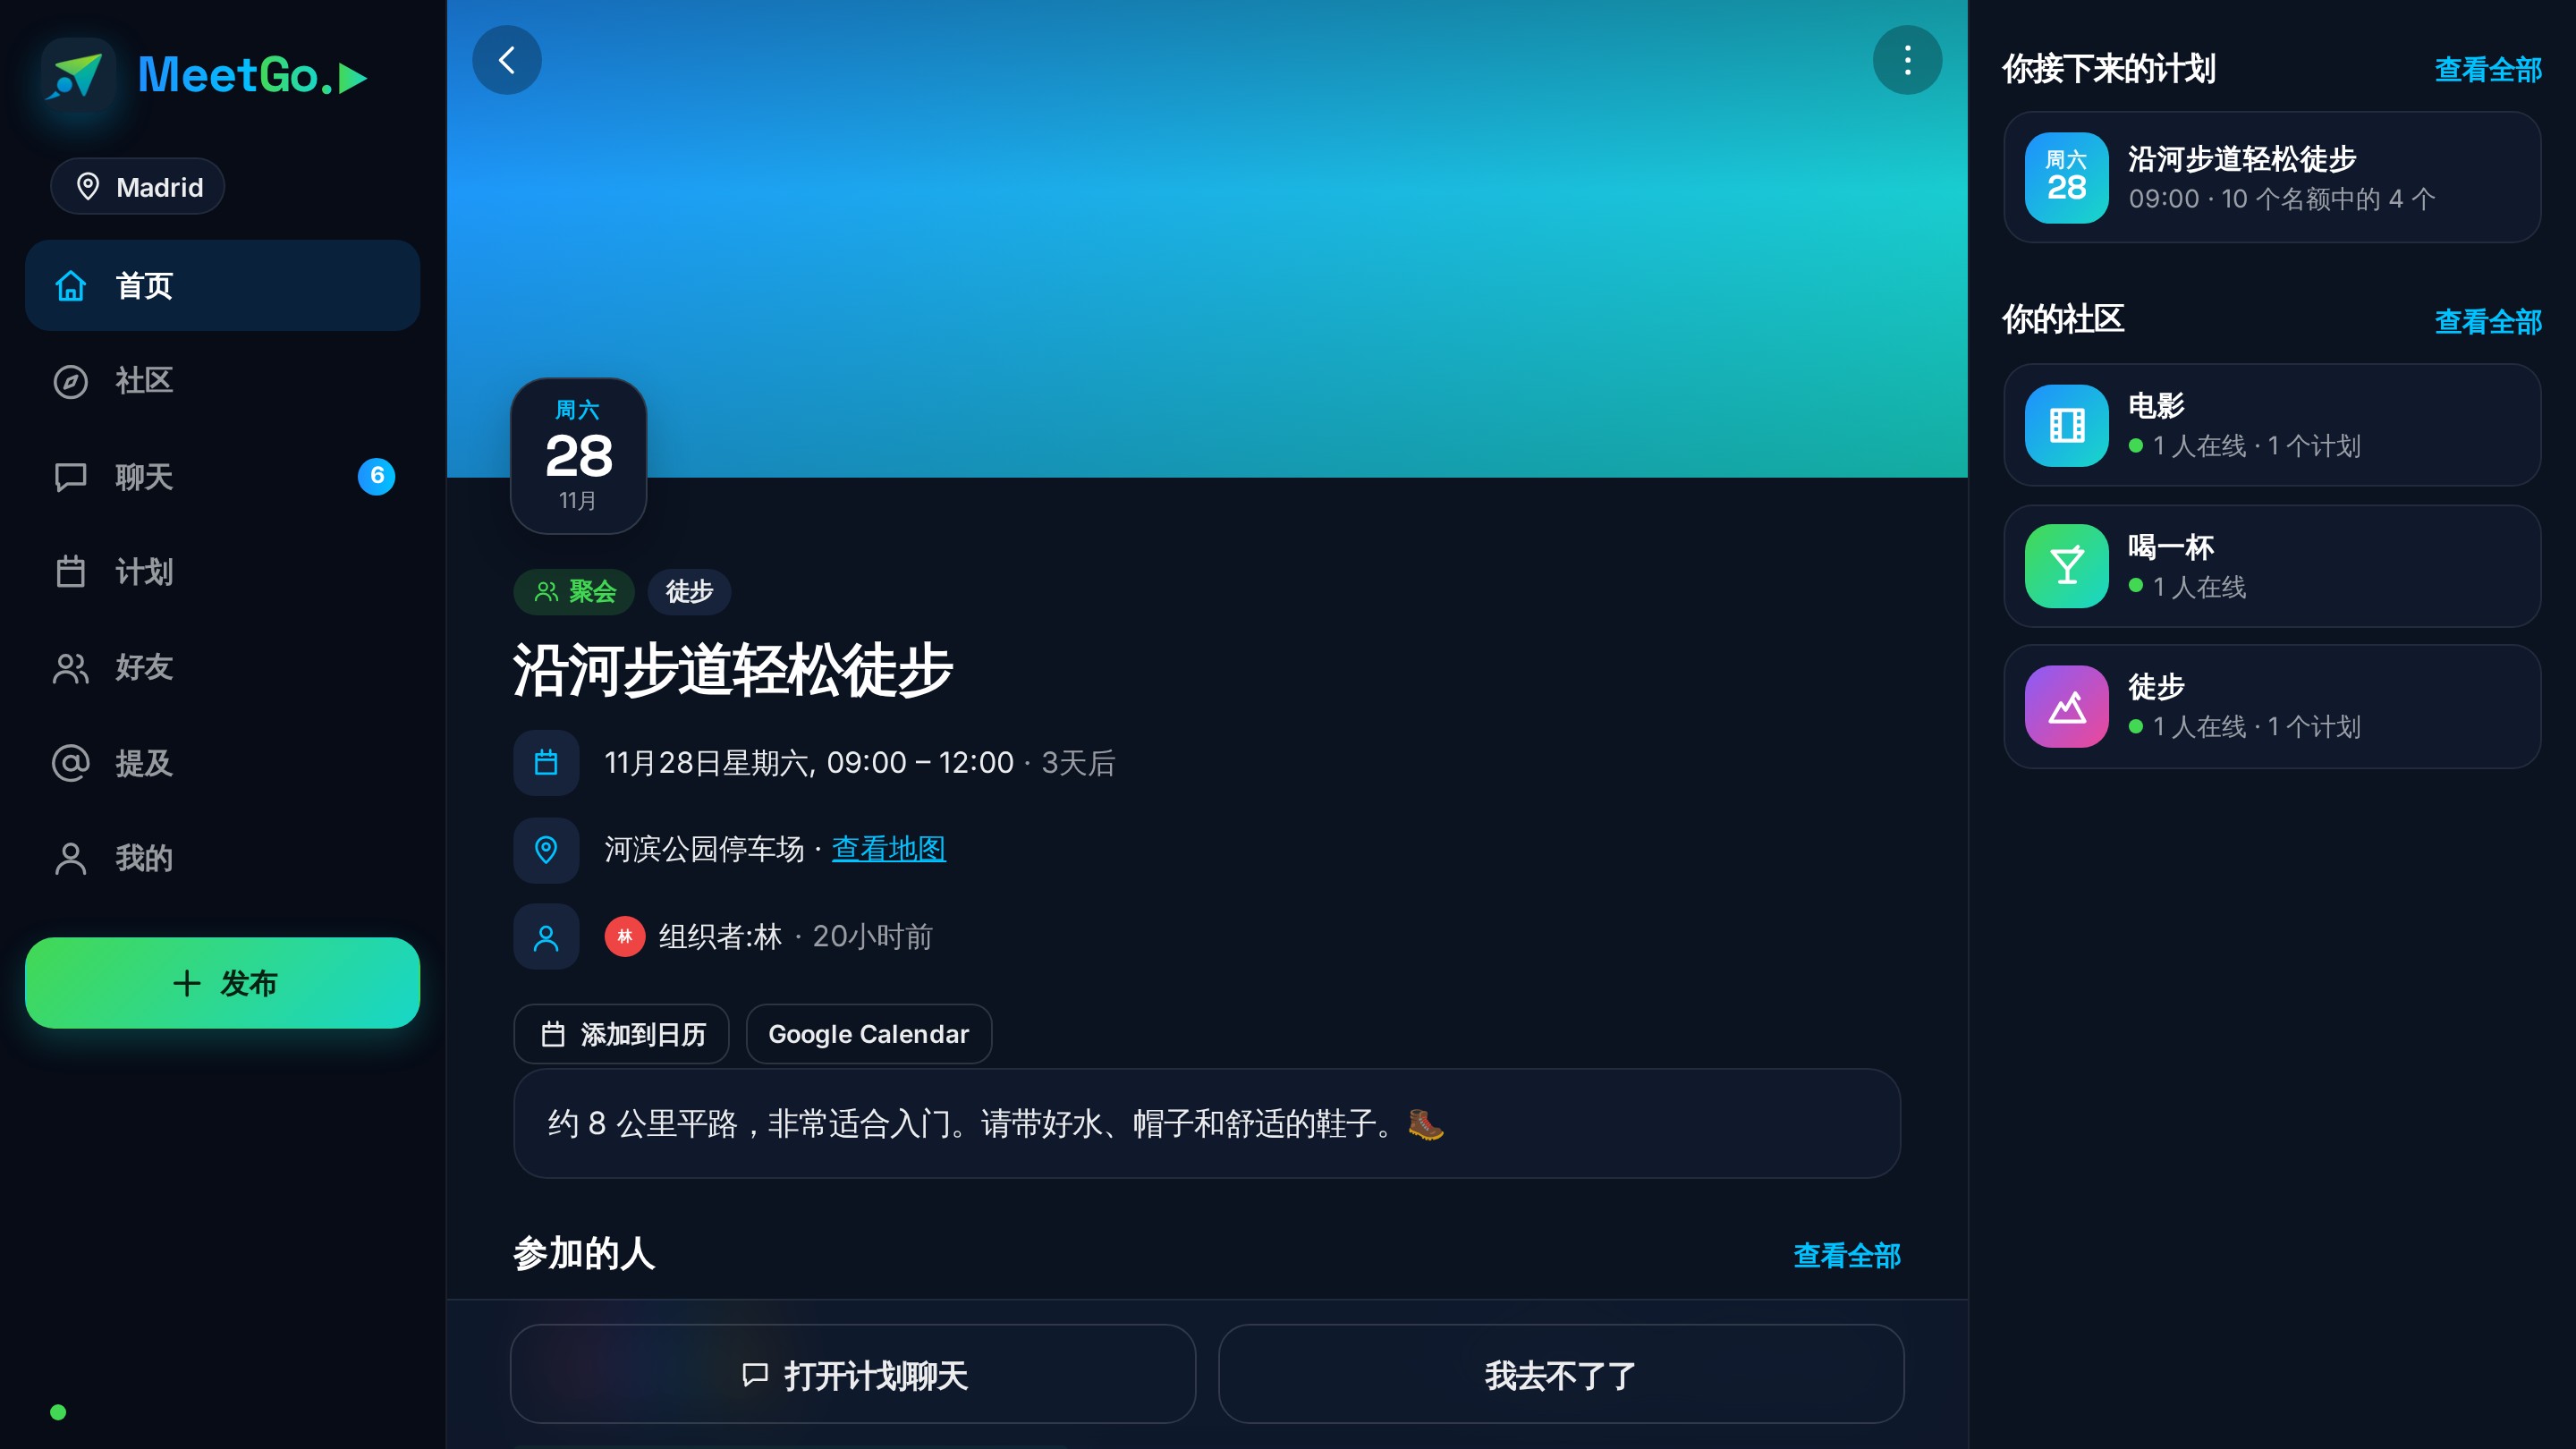 MeetGo.
Madrid
首页
社区
聊天
6
计划
好友
提及
我的
发布
周六
28
11月
聚会
徒步
沿河步道轻松徒步
11月28日星期六, 09:00 – 12:00 · 3天后
河滨公园停车场 · 查看地图
林 组织者:林 · 20小时前
添加到日历
Google Calendar
约 8 公里平路，非常适合入门。请带好水、帽子和舒适的鞋子。🥾
参加的人
查看全部
打开计划聊天
我去不了了
你接下来的计划
查看全部
周六
28
沿河步道轻松徒步
09:00 · 10 个名额中的 4 个
你的社区
查看全部
电影
1 人在线 · 1 个计划
喝一杯
1 人在线
徒步
1 人在线 · 1 个计划